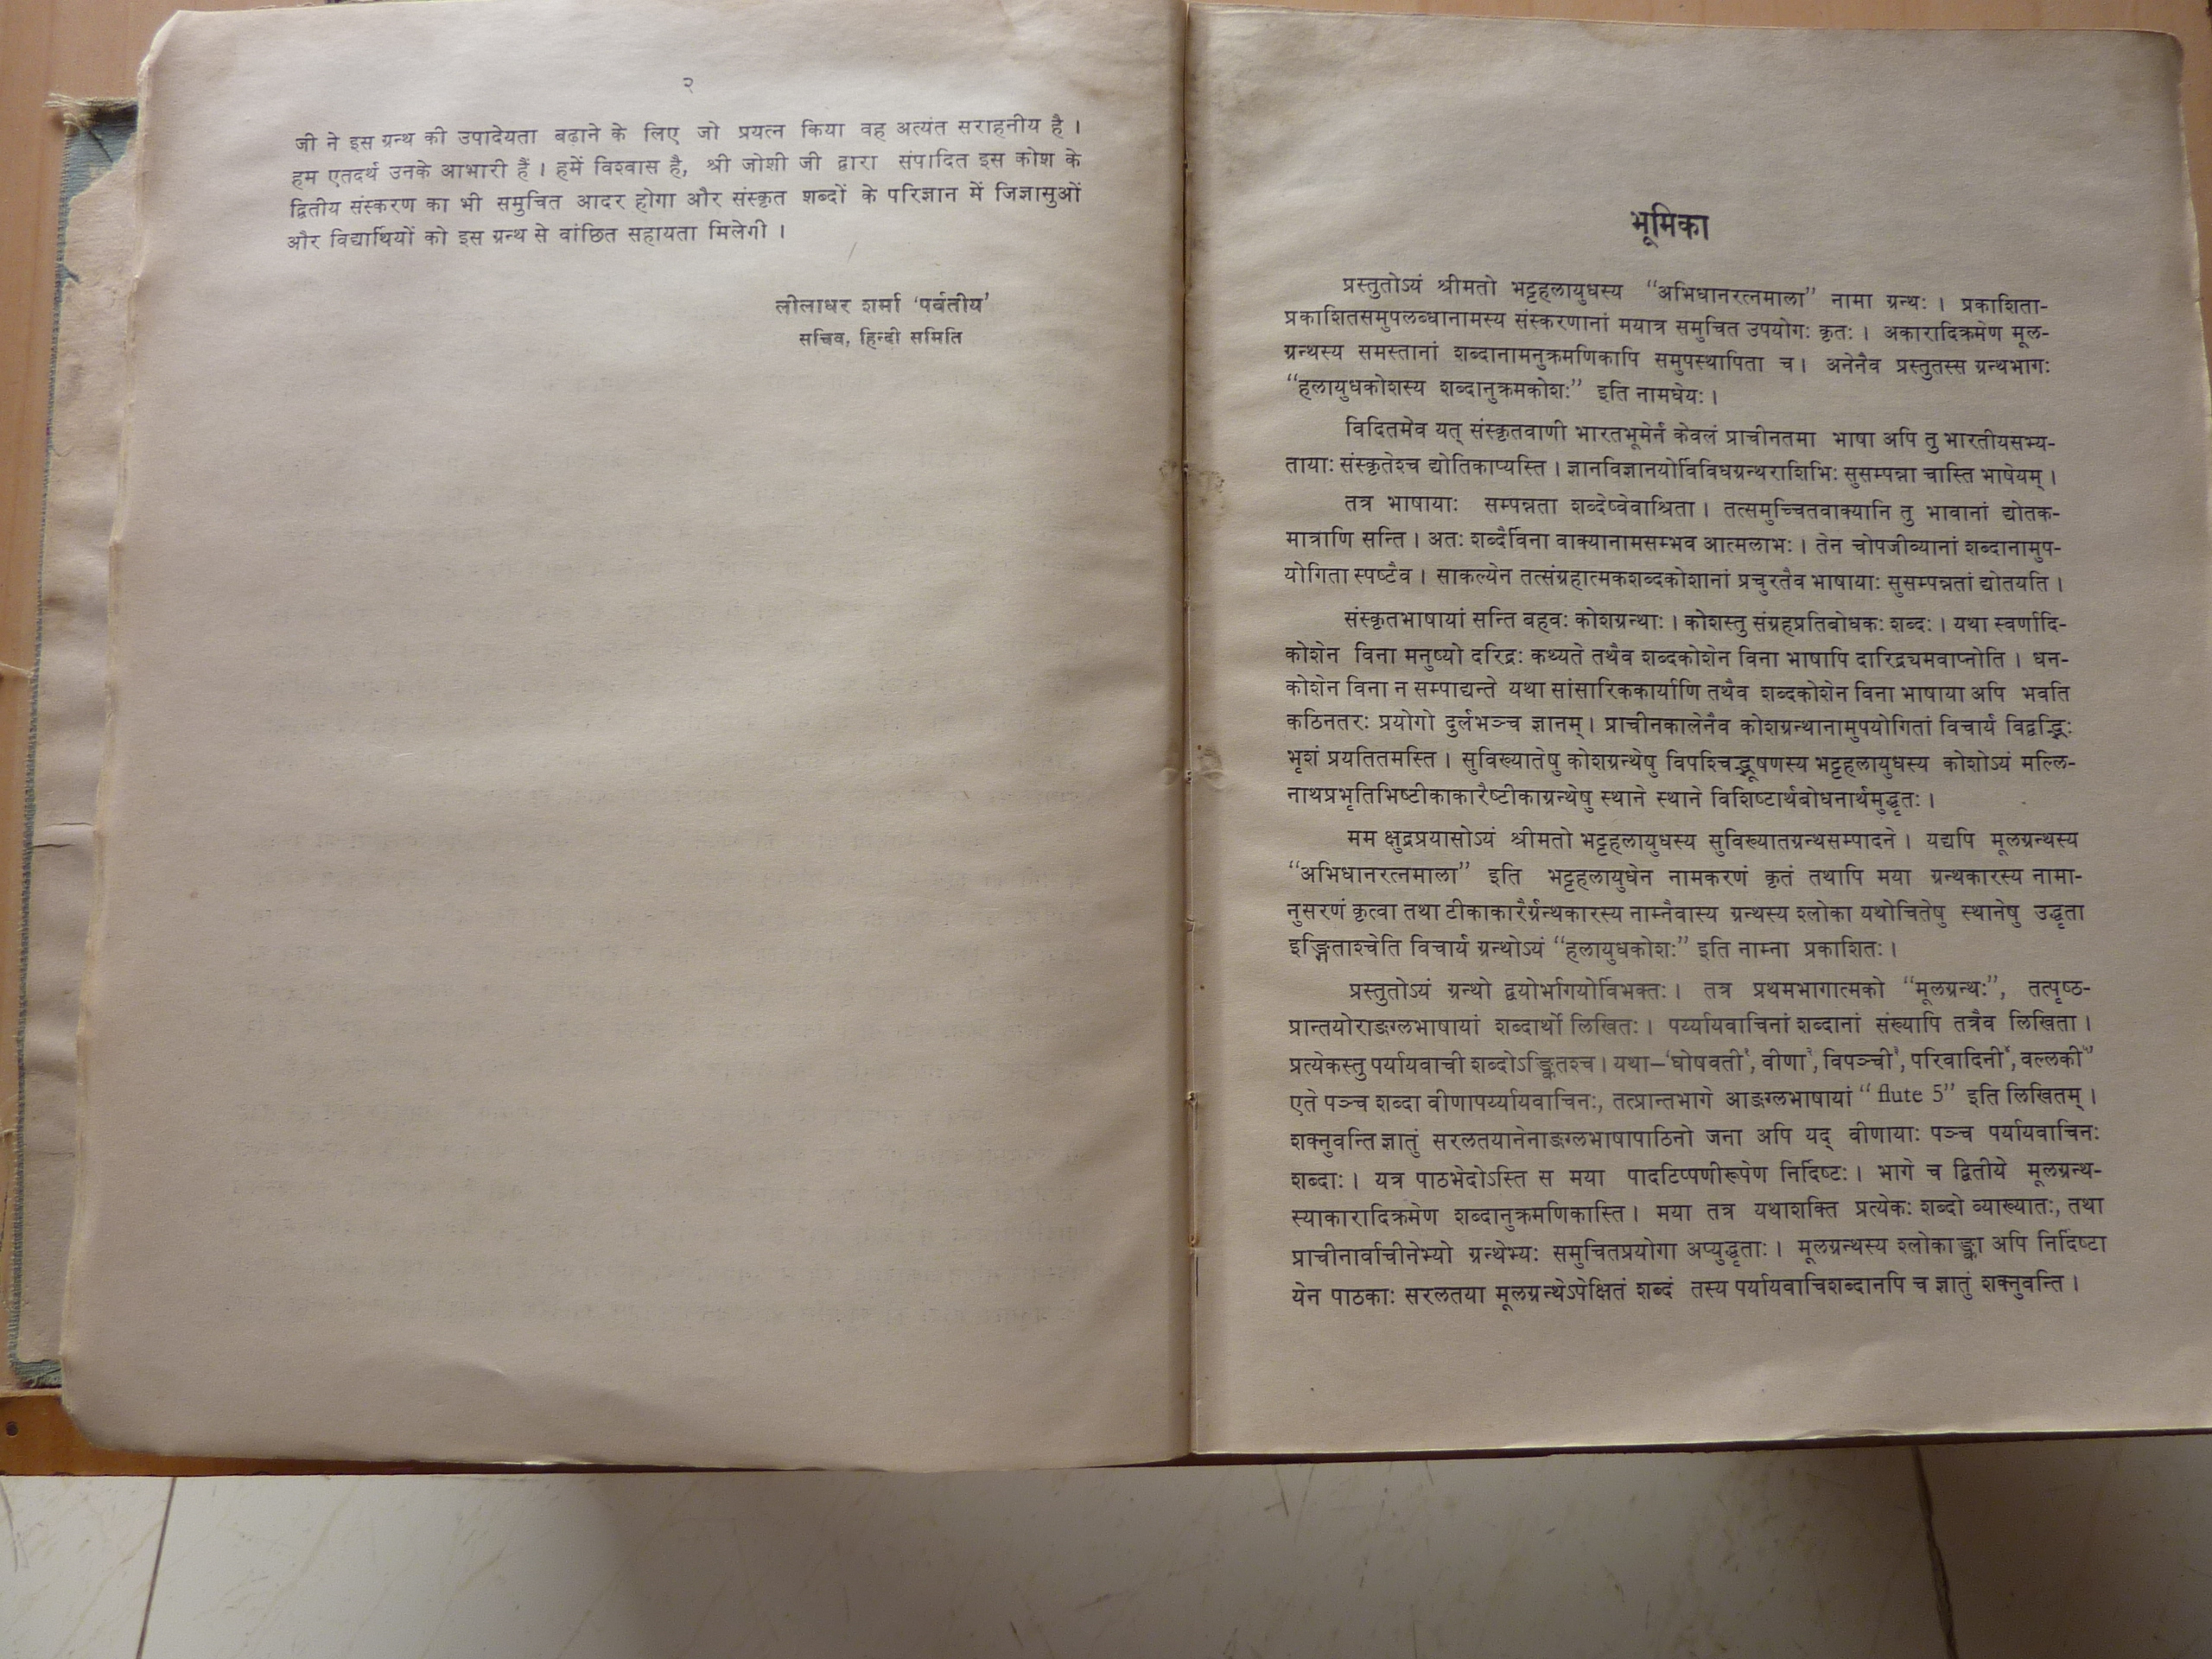 २
जी ने इस ग्रन्थ की उपादेयता बढ़ाने के लिए जो प्रयत्न किया वह अत्यंत सराहनीय है ।
हम एतदर्थ उनके आभारी हैं । हमें विश्वास है, श्री जोशी जी द्वारा संपादित इस कोश के
द्वितीय संस्करण का भी समुचित आदर होगा और संस्कृत शब्दों के परिज्ञान में जिज्ञासुओं
और विद्यार्थियों को इस ग्रन्थ से वांछित सहायता मिलेगी ।
लीलाधर शर्मा ‘पर्वतीय’
सचिव, हिन्दी समिति
भूमिका
प्रस्तुतोऽयं श्रीमतो भट्टहलायुधस्य “अभिधानरत्नमाला” नामा ग्रन्थः । प्रकाशिता-
प्रकाशितसमुपलब्धानामस्य संस्करणानां मयात्र समुचित उपयोगः कृतः । अकारादिक्रमेण मूल-
ग्रन्थस्य समस्तानां शब्दानामनुक्रमणिकापि समुपस्थापिता च । अनेनैव प्रस्तुतस्स ग्रन्थभागः
“हलायुधकोशस्य शब्दानुक्रमकोशः” इति नामधेयः ।
विदितमेव यत् संस्कृतवाणी भारतभूमेर्न केवलं प्राचीनतमा भाषा अपि तु भारतीयसभ्य-
तायाः संस्कृतेश्च द्योतिकाप्यस्ति । ज्ञानविज्ञानयोर्विविधग्रन्थराशिभिः सुसम्पन्ना चास्ति भाषेयम् ।
तत्र भाषायाः सम्पन्नता शब्देष्वेवाश्रिता । तत्समुच्चितवाक्यानि तु भावानां द्योतक-
मात्राणि सन्ति । अतः शब्दैर्विना वाक्यानामसम्भव आत्मलाभः । तेन चोपजीव्यानां शब्दानामुप-
योगिता स्पष्टैव । साकल्येन तत्संग्रहात्मकशब्दकोशानां प्रचुरतैव भाषायाः सुसम्पन्नतां द्योतयति ।
संस्कृतभाषायां सन्ति बहवः कोशग्रन्थाः । कोशस्तु संग्रहप्रतिबोधकः शब्दः । यथा स्वर्णादि-
कोशेन विना मनुष्यो दरिद्रः कथ्यते तथैव शब्दकोशेन विना भाषापि दारिद्र्यमवाप्नोति । धन-
कोशेन विना न सम्पाद्यन्ते यथा सांसारिककार्याणि तथैव शब्दकोशेन विना भाषाया अपि भवति
कठिनतरः प्रयोगो दुर्लभञ्च ज्ञानम् । प्राचीनकालेनैव कोशग्रन्थानामुपयोगितां विचार्य विद्वद्भिः
भृशं प्रयतितमस्ति । सुविख्यातेषु कोशग्रन्थेषु विपश्चिद्भूषणस्य भट्टहलायुधस्य कोशोऽयं मल्लि-
नाथप्रभृतिभिष्टीकाकारैष्टीकाग्रन्थेषु स्थाने स्थाने विशिष्टार्थबोधनार्थमुद्धृतः ।
मम क्षुद्रप्रयासोऽयं श्रीमतो भट्टहलायुधस्य सुविख्यातग्रन्थसम्पादने । यद्यपि मूलग्रन्थस्य
“अभिधानरत्नमाला” इति भट्टहलायुधेन नामकरणं कृतं तथापि मया ग्रन्थकारस्य नामा-
नुसरणं कृत्वा तथा टीकाकारैर्ग्रन्थकारस्य नाम्नैवास्य ग्रन्थस्य श्लोका यथोचितेषु स्थानेषु उद्धृता
इङ्गिताश्चेति विचार्य ग्रन्थोऽयं “हलायुधकोशः” इति नाम्ना प्रकाशितः ।
प्रस्तुतोऽयं ग्रन्थो द्वयोर्भागयोर्विभक्तः । तत्र प्रथमभागात्मको “मूलग्रन्थः”, तत्पृष्ठ-
प्रान्तयोराङग्लभाषायां शब्दार्थो लिखितः । पर्य्यायवाचिनां शब्दानां संख्यापि तत्रैव लिखिता ।
प्रत्येकस्तु पर्यायवाची शब्दोऽङ्कितश्च । यथा—‘घोषवती१, वीणा२, विपञ्ची३, परिवादिनी४, वल्लकी५’
एते पञ्च शब्दा वीणापर्य्यायवाचिनः, तत्प्रान्तभागे आङग्लभाषायां “flute 5” इति लिखितम् ।
शक्नुवन्ति ज्ञातुं सरलतयानेनाङग्लभाषापाठिनो जना अपि यद् वीणायाः पञ्च पर्यायवाचिनः
शब्दाः । यत्र पाठभेदोऽस्ति स मया पादटिप्पणीरूपेण निर्दिष्टः । भागे च द्वितीये मूलग्रन्थ-
स्याकारादिक्रमेण शब्दानुक्रमणिकास्ति । मया तत्र यथाशक्ति प्रत्येकः शब्दो व्याख्यातः, तथा
प्राचीनार्वाचीनेभ्यो ग्रन्थेभ्यः समुचितप्रयोगा अप्युद्धृताः । मूलग्रन्थस्य श्लोकाङ्का अपि निर्दिष्टा
येन पाठकाः सरलतया मूलग्रन्थेऽपेक्षितं शब्दं तस्य पर्यायवाचिशब्दानपि च ज्ञातुं शक्नुवन्ति ।